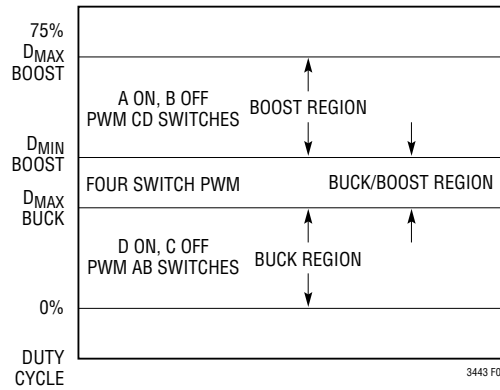 75%
DMAX
BOOST
A ON, B OFF
PWM CD SWITCHES
BOOST REGION
DMIN
BOOST
FOUR SWITCH PWM
BUCK/BOOST REGION
DMAX
BUCK
D ON, C OFF
PWM AB SWITCHES
BUCK REGION
0%
DUTY
CYCLE
3443 F0